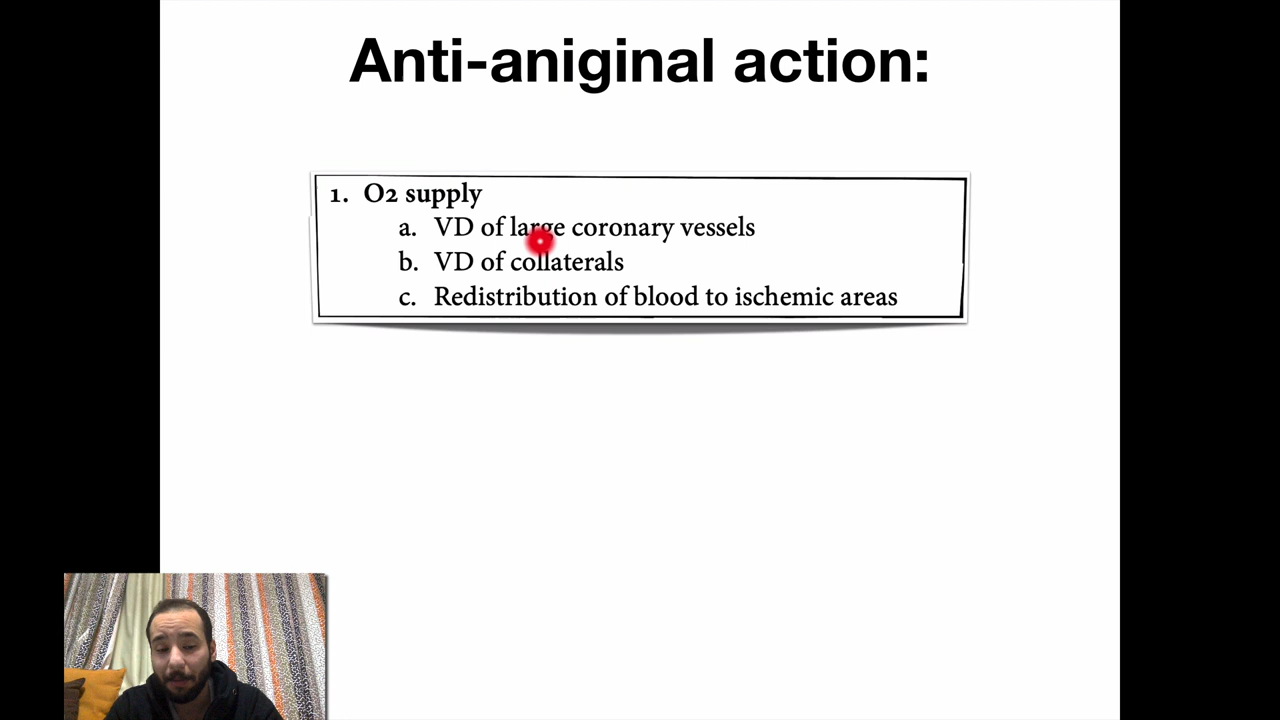 Anti-aniginal action:
1. O2 supply
a. VD of large coronary vessels
b. VD of collaterals
c. Redistribution of blood to ischemic areas